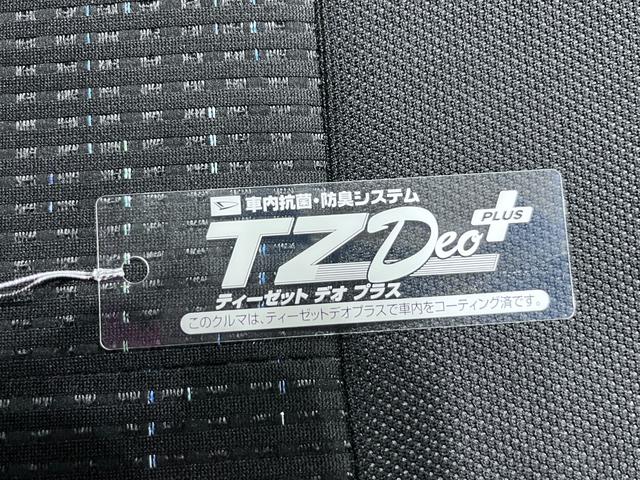 車内抗菌・防臭システム
TZ Deo PLUS
ティーゼット デオ プラス
このクルマは、ティーゼットデオプラスで車内をコーティング済です。